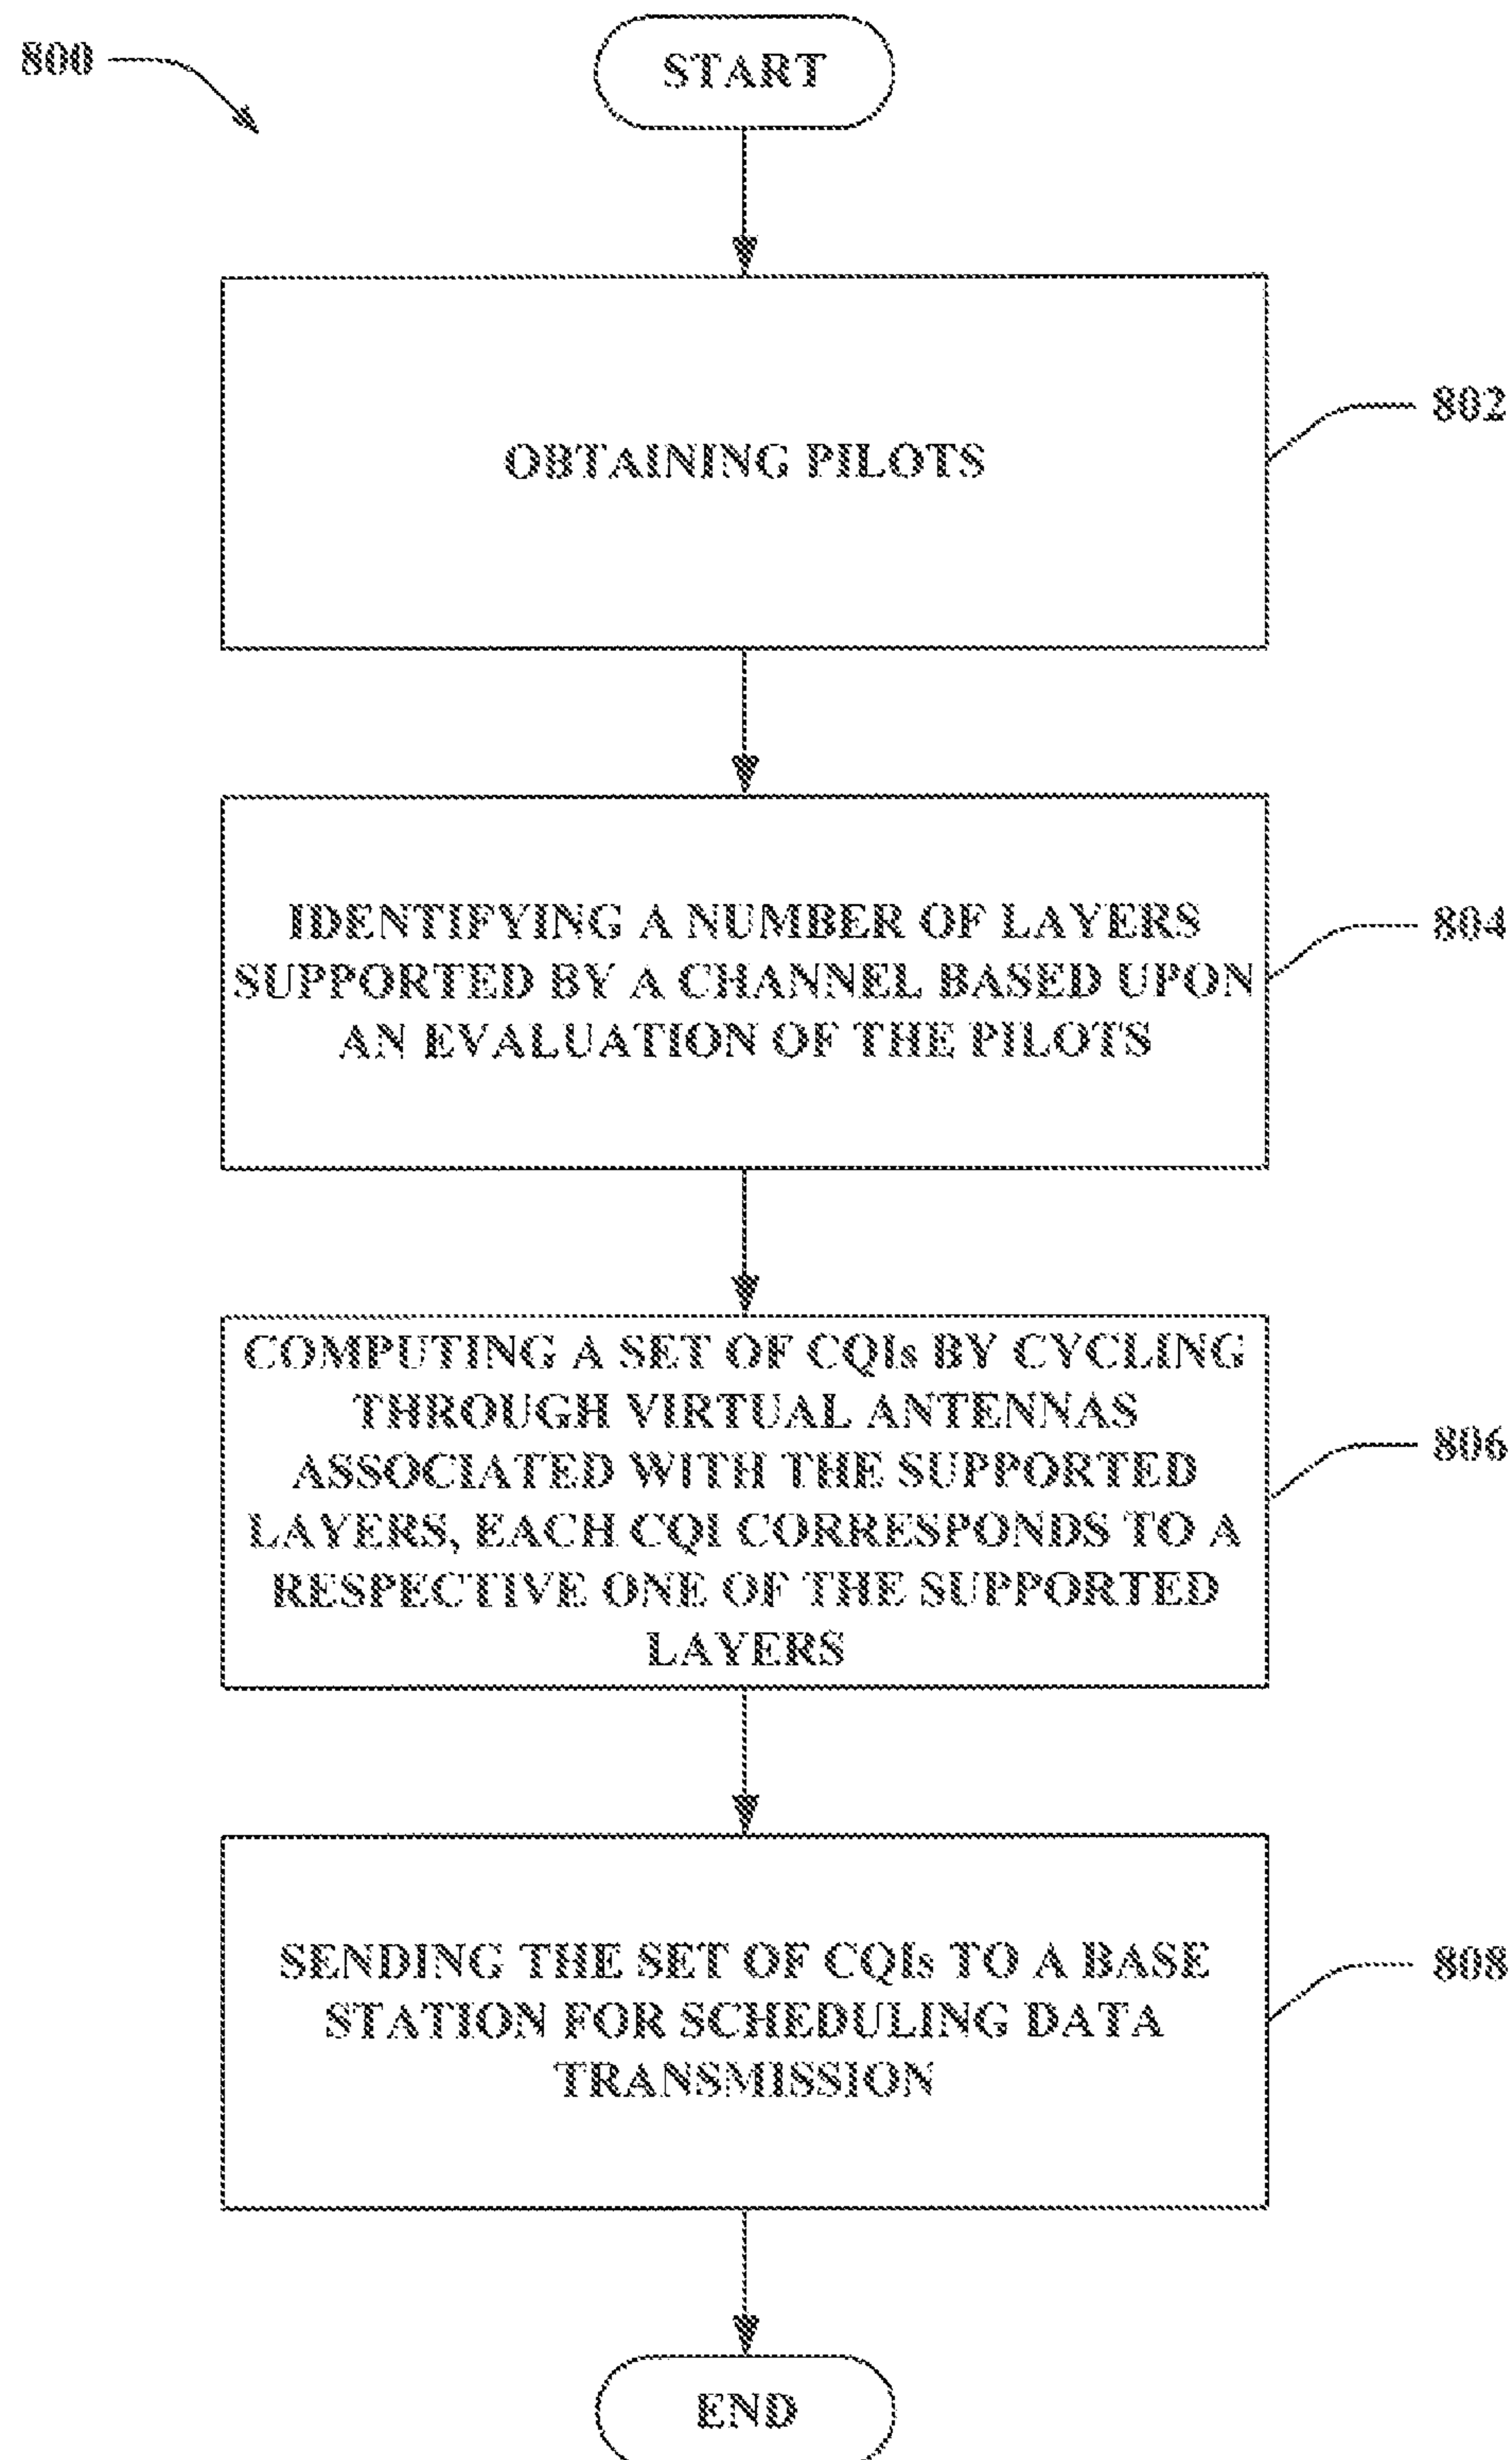 800
START
OBTAINING PILOTS
802
IDENTIFYING A NUMBER OF LAYERS
SUPPORTED BY A CHANNEL BASED UPON
AN EVALUATION OF THE PILOTS
804
COMPUTING A SET OF CQIs BY CYCLING
THROUGH VIRTUAL ANTENNAS
ASSOCIATED WITH THE SUPPORTED
LAYERS, EACH CQI CORRESPONDS TO A
RESPECTIVE ONE OF THE SUPPORTED
LAYERS
806
SENDING THE SET OF CQIs TO A BASE
STATION FOR SCHEDULING DATA
TRANSMISSION
808
END